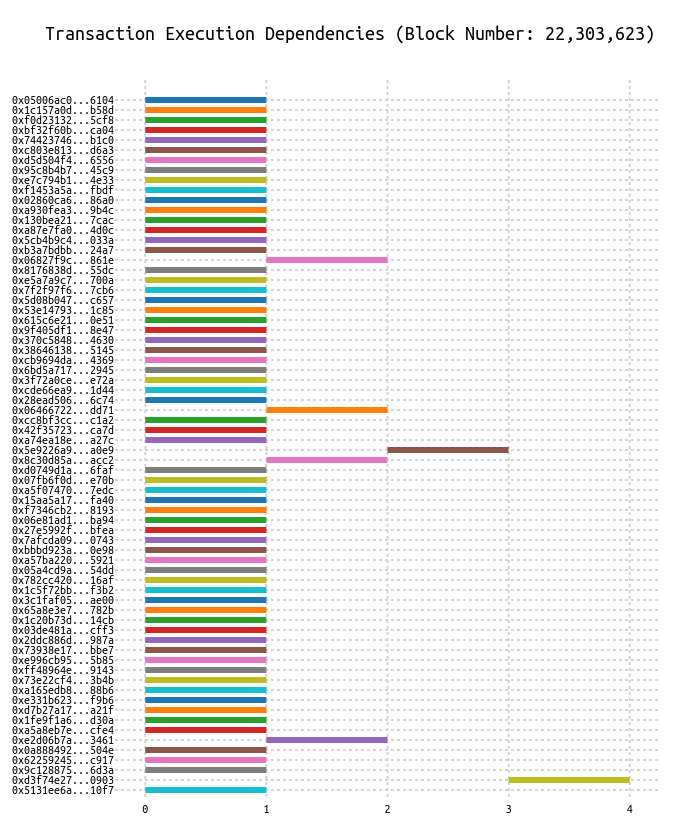 Transaction Execution Dependencies (Block Number: 22,303,623)
0x05006ac0...6104
0x1c157a0d...b58d
0xf0d23132...5cf8
0xbf32f60b...ca04
0x74423746...b1c0
0xc803e813...d6a3
0xd5d504f4...6556
0x95c8b4b7...45c9
0xe7c794b1...4e33
0xf1453a5a...fbdf
0x02860ca6...86a0
0xa930fea3...9b4c
0x130bea21...7cac
0xa87e7fa0...4d0c
0x5cb4b9c4...033a
0xb3a7bdbb...24a7
0x06827f9c...861e
0x8176838d...55dc
0xe5a7a9c7...700a
0x7f2f97f6...7cb6
0x5d08b047...c657
0x53e14793...1c85
0x615c6e21...0e51
0x9f405df1...8e47
0x370c5848...4630
0x38646138...5145
0xcb9694da...4369
0x6bd5a717...2945
0x3f72a0ce...e72a
0xcde66ea9...1d44
0x28ead506...6c74
0x06466722...dd71
0xcc8bf3cc...c1a2
0x42f35723...ca7d
0xa74ea18e...a27c
0x5e9226a9...a0e9
0x8c30d85a...acc2
0xd0749d1a...6faf
0x07fb6f0d...e70b
0xa5f07470...7edc
0x15aa5a17...fa40
0xf7346cb2...8193
0x06e81ad1...ba94
0x27e5992f...bfea
0x7afcda09...0743
0xbbbd923a...0e98
0xa57ba220...5921
0x05a4cd9a...54dd
0x782cc420...16af
0x1c5f72bb...f3b2
0x3c1faf05...ae00
0x65a8e3e7...782b
0x1c20b73d...14cb
0x03de481a...cff3
0x2ddc886d...987a
0x73938e17...bbe7
0xe996cb95...5b85
0xff48964e...9143
0x73e22cf4...3b4b
0xa165edb8...88b6
0xe331b623...f9b6
0xd7b27a17...a21f
0x1fe9f1a6...d30a
0xa5a8eb7e...cfe4
0xe2d06b7a...3461
0x0a888492...504e
0x62259245...c917
0x9c128875...6d3a
0xd3f74e27...0903
0x5131ee6a...10f7
0 1 2 3 4